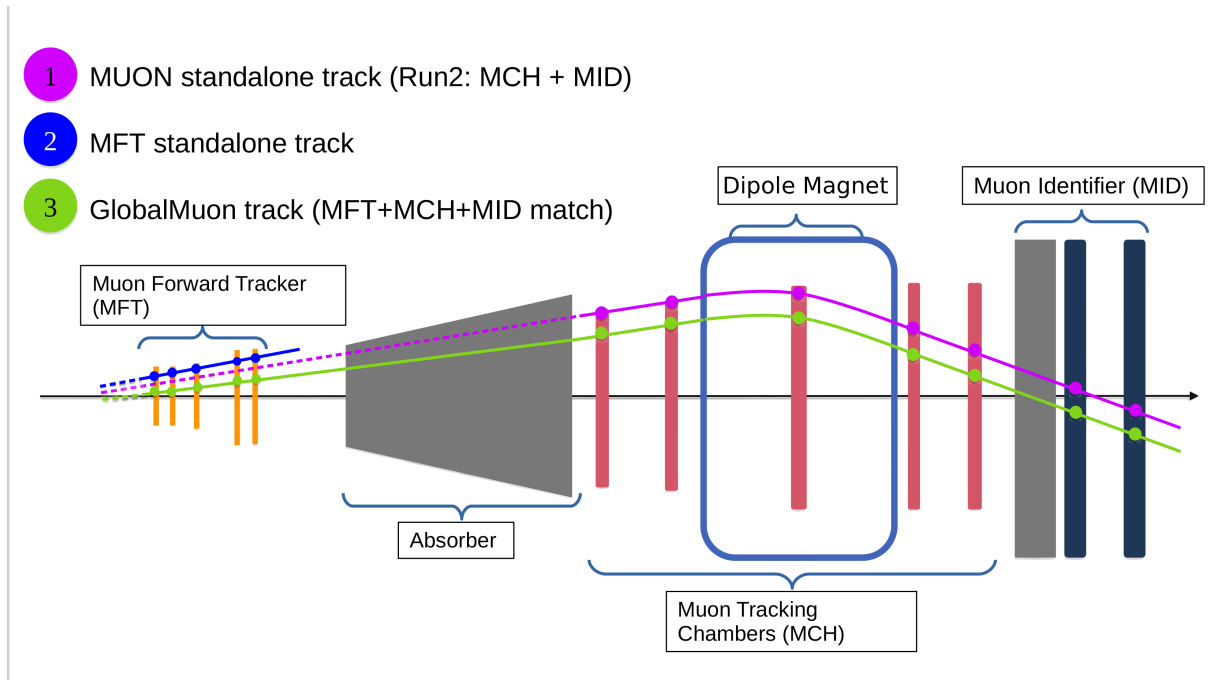 1 MUON standalone track (Run2: MCH + MID)
2 MFT standalone track
3 GlobalMuon track (MFT+MCH+MID match)
Dipole Magnet
Muon Identifier (MID)
Muon Forward Tracker
(MFT)
Absorber
Muon Tracking
Chambers (MCH)